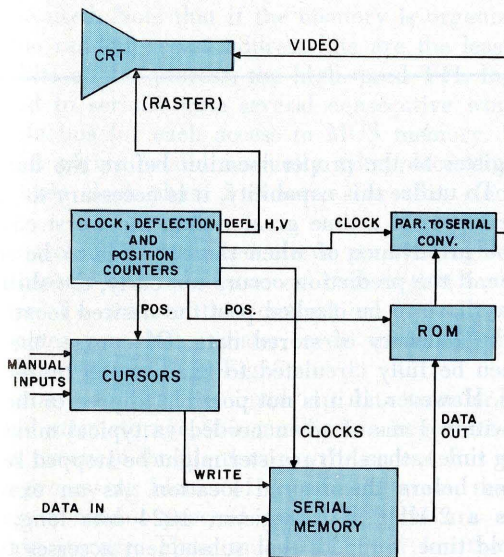 CRT
VIDEO
(RASTER)
CLOCK, DEFLECTION,
AND
POSITION
COUNTERS
DEFL. H,V
CLOCK
PAR. TO SERIAL
CONV.
POS.
POS.
ROM
MANUAL
INPUTS
CURSORS
DATA
OUT
CLOCKS
WRITE
DATA IN
SERIAL
MEMORY